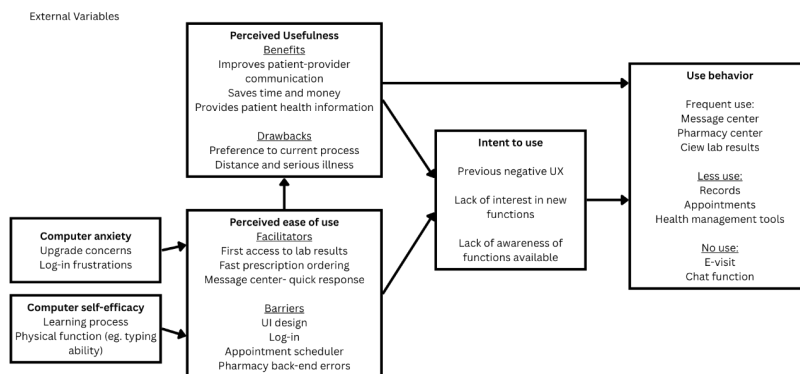 External Variables
Perceived Usefulness
Benefits
Improves patient-provider
communication
Saves time and money
Provides patient health information
Drawbacks
Preference to current process
Distance and serious illness
Computer anxiety
Upgrade concerns
Log-in frustrations
Computer self-efficacy
Learning process
Physical function (eg. typing
ability)
Perceived ease of use
Facilitators
First access to lab results
Fast prescription ordering
Message center- quick response
Barriers
UI design
Log-in
Appointment scheduler
Pharmacy back-end errors
Intent to use
Previous negative UX
Lack of interest in new
functions
Lack of awareness of
functions available
Use behavior
Frequent use:
Message center
Pharmacy center
Ciew lab results
Less use:
Records
Appointments
Health management tools
No use:
E-visit
Chat function